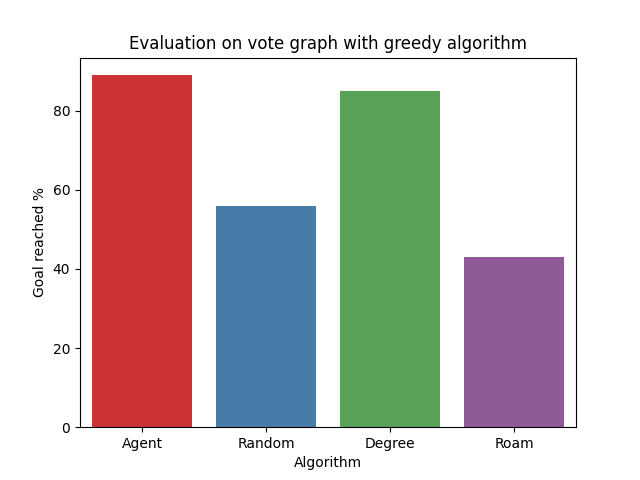 Evaluation on vote graph with greedy algorithm
Goal reached %
80
60
40
20
0
Agent Random Degree Roam
Algorithm